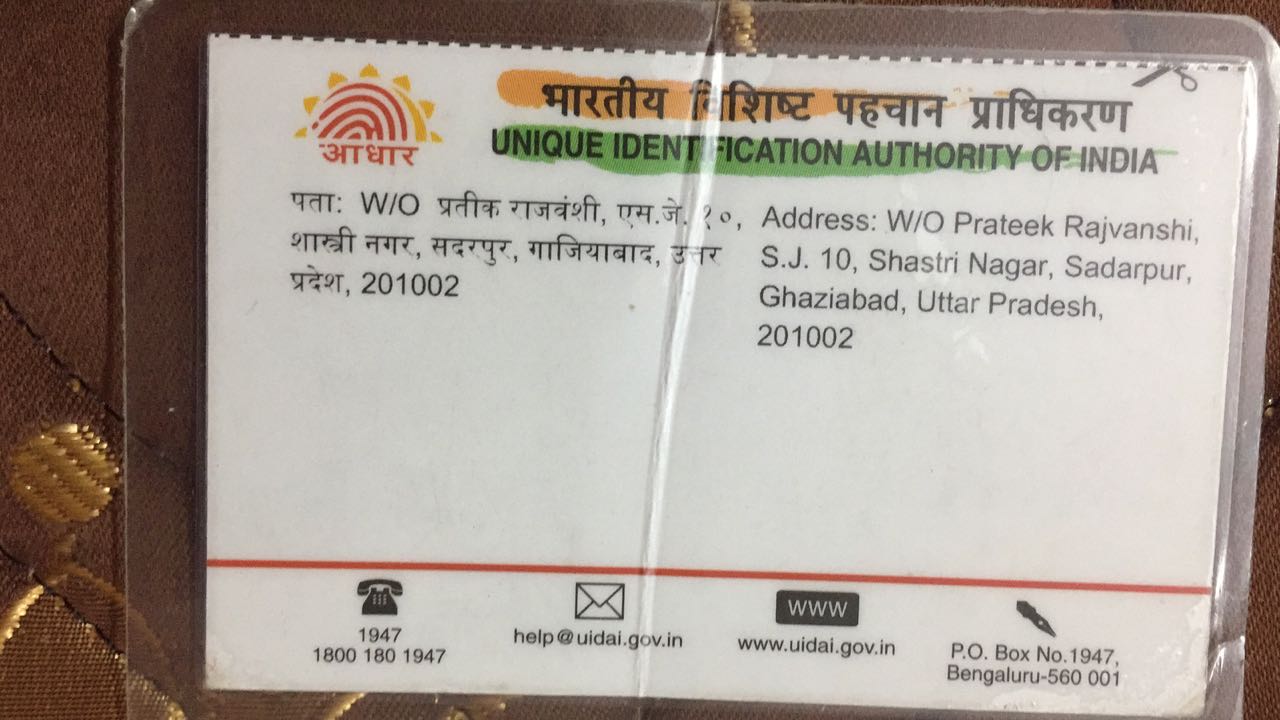 भारतीय विशिष्ट पहचान प्राधिकरण
UNIQUE IDENTIFICATION AUTHORITY OF INDIA
आधार
पता: W/O प्रतीक राजवंशी, एस.जे. १०,
शास्त्री नगर, सदरपुर, गाजियाबाद, उत्तर
प्रदेश, 201002
Address: W/O Prateek Rajvanshi,
S.J. 10, Shastri Nagar, Sadarpur,
Ghaziabad, Uttar Pradesh,
201002
1947
1800 180 1947
help@uidai.gov.in
www
www.uidai.gov.in
P.O. Box No.1947,
Bengaluru-560 001